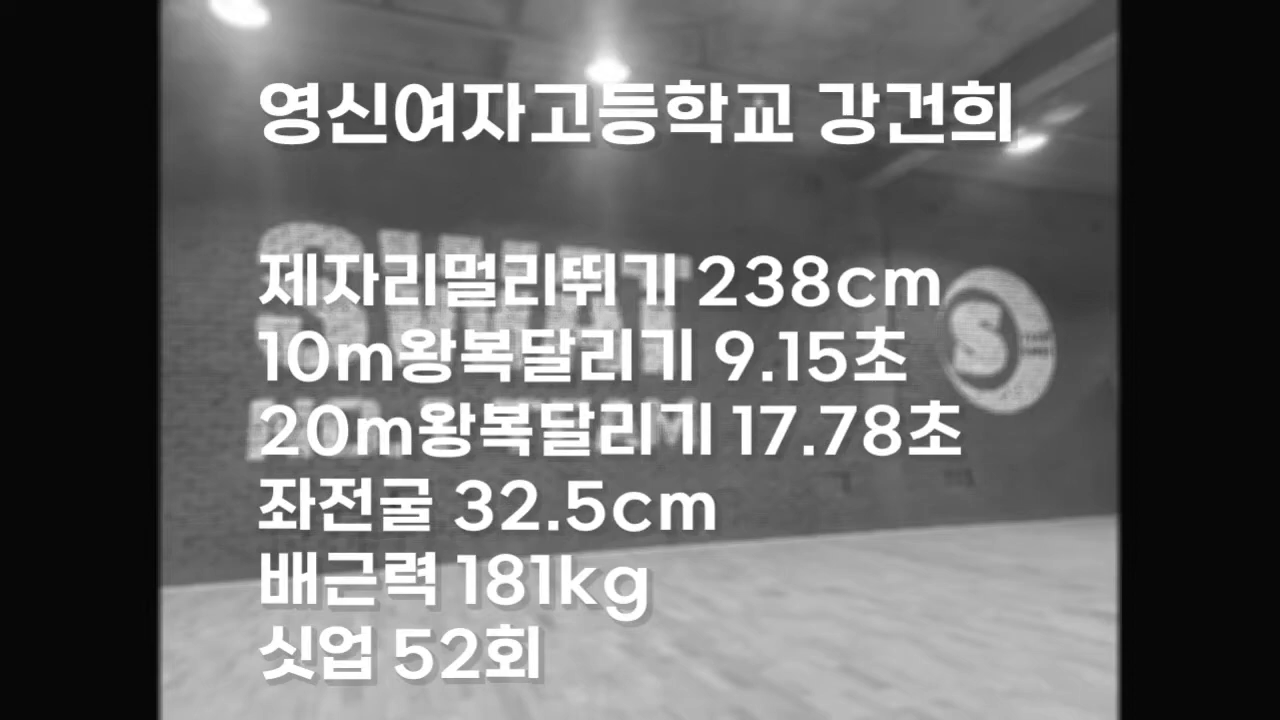 영신여자고등학교 강건희
제자리멀리뛰기 238cm
10m왕복달리기 9.15초
20m왕복달리기 17.78초
좌전굴 32.5cm
배근력 181kg
싯업 52회
SWAT
S